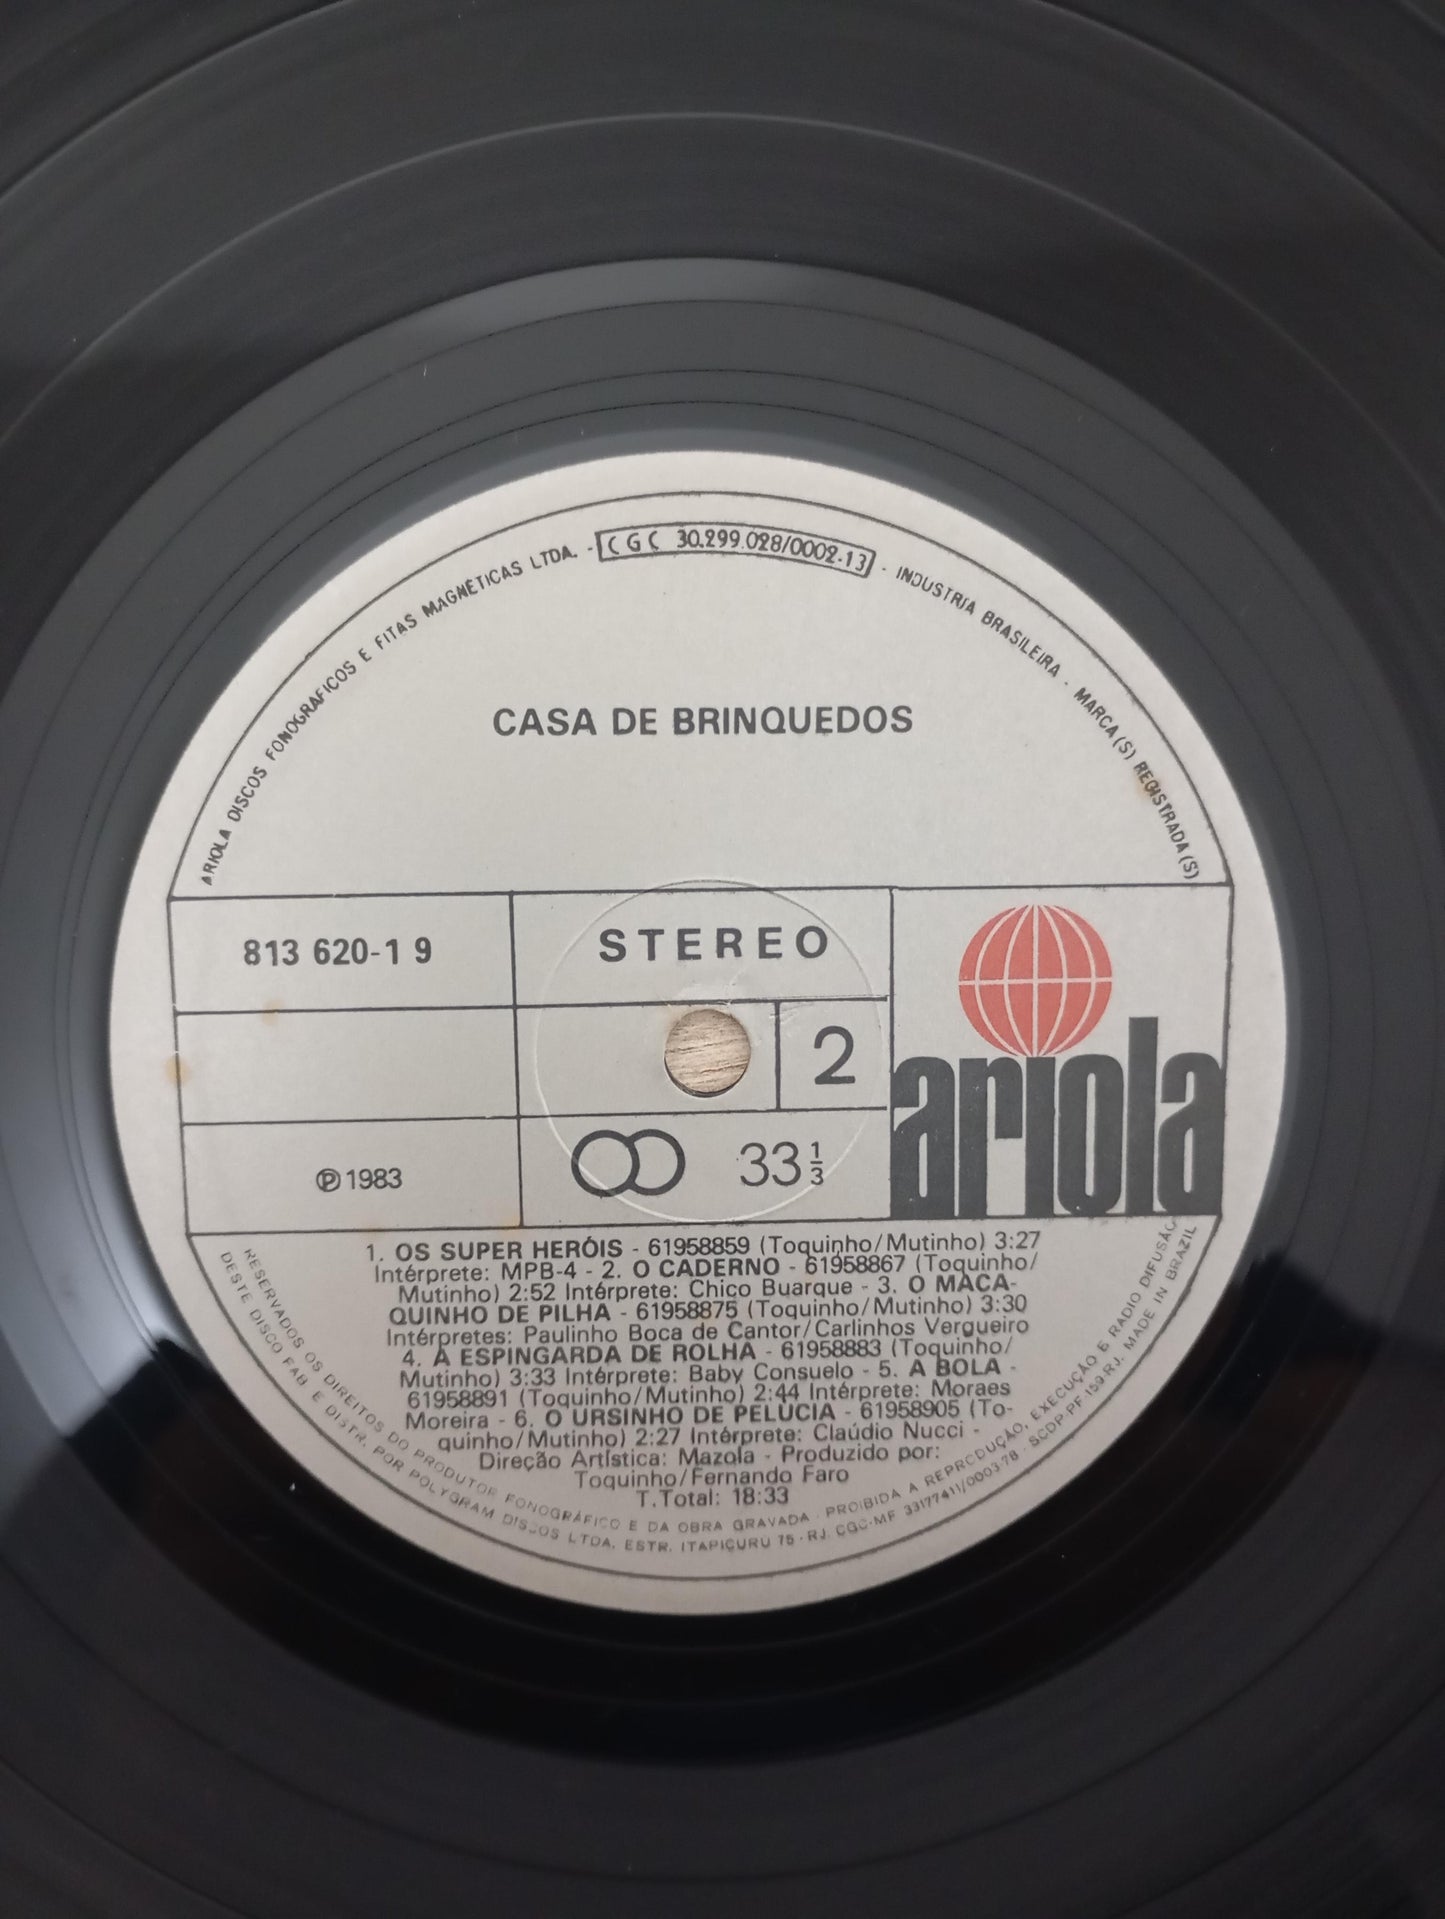 ARIOLA DISCOS FONOGRÁFICOS E FITAS MAGNÉTICAS LTDA. - CGC 30.299.028/0002-13 - INDUSTRIA BRASILEIRA - MARCA(S) REGISTRADA(S)
CASA DE BRINQUEDOS
813 620-1 9
STEREO
2
℗1983
33⅓
ariola
1. OS SUPER HERÓIS - 61958859 (Toquinho/Mutinho) 3:27
Intérprete: MPB-4 - 2. O CADERNO - 61958867 (Toquinho/
Mutinho) 2:52 Intérprete: Chico Buarque - 3. O MACA-
QUINHO DE PILHA - 61958875 (Toquinho/Mutinho) 3:30
Intérpretes: Paulinho Boca de Cantor/Carlinhos Vergueiro
4. A ESPINGARDA DE ROLHA - 61958883 (Toquinho/
Mutinho) 3:33 Intérprete: Baby Consuelo - 5. A BOLA -
61958891 (Toquinho/Mutinho) 2:44 Intérprete: Moraes
Moreira - 6. O URSINHO DE PELÚCIA - 61958905 (To-
quinho/Mutinho) 2:27 Intérprete: Claúdio Nucci -
Direção Artística: Mazola - Produzido por:
Toquinho/Fernando Faro
T.Total: 18:33
RESERVADOS OS DIREITOS DO PRODUTOR FONOGRÁFICO E DA OBRA GRAVADA. PROIBIDA A REPRODUÇÃO, EXECUÇÃO E RADIO DIFUSÃO
DESTE DISCO FAB E DISTR. POR POLYGRAM DISCOS LTDA. ESTR. ITAPIÇURU 75 - RJ. CGC-MF 33177411/0003-78 - SCDP-PF-159 RJ. MADE IN BRAZIL